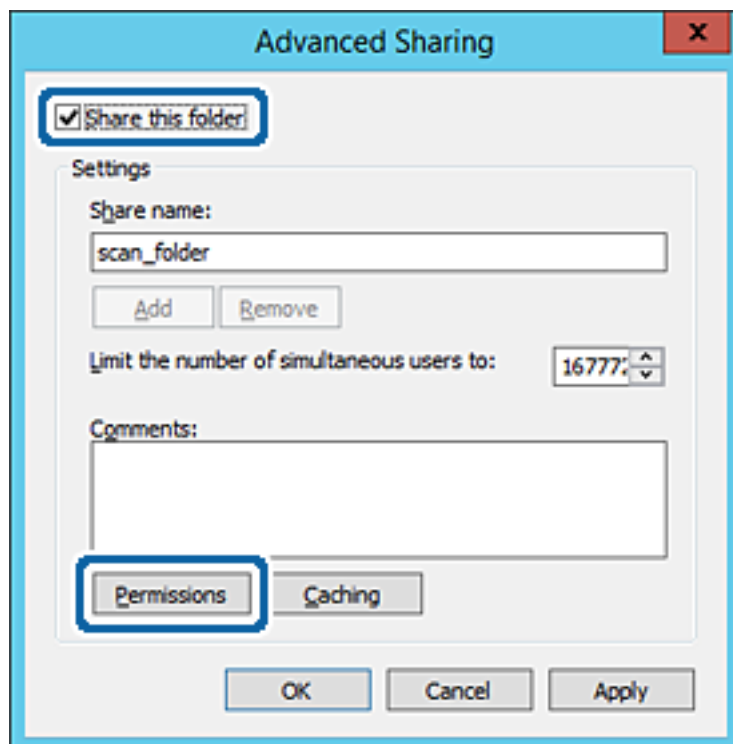 Advanced Sharing
x
Share this folder
Settings
Share name:
scan_folder
Add Remove
Limit the number of simultaneous users to:
Comments:
Permissions Caching
OK Cancel Apply